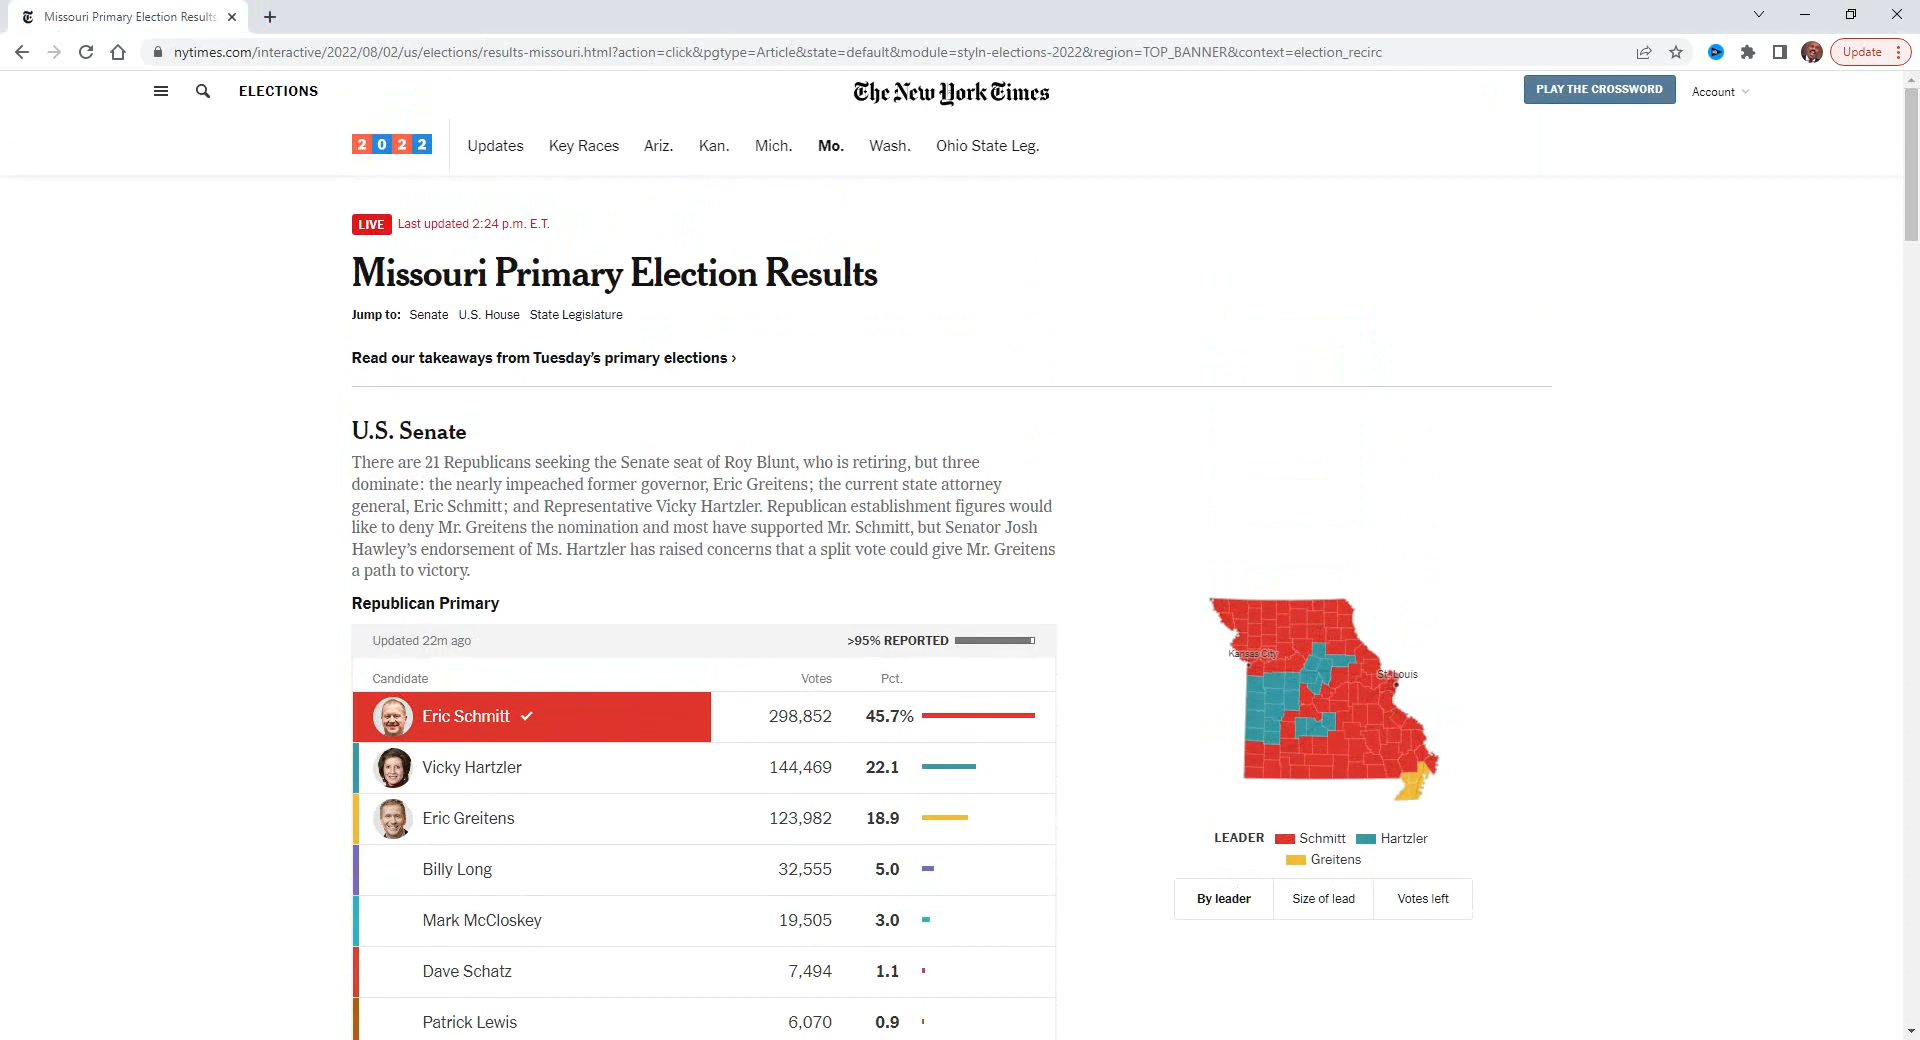 Missouri Primary Election Results
nytimes.com/interactive/2022/08/02/us/elections/results-missouri.html?action=click&pgtype=Article&state=default&module=styln-elections-2022&region=TOP_BANNER&context=election_recirc
Update
ELECTIONS
The New York Times
PLAY THE CROSSWORD
Account
2022
Updates Key Races Ariz. Kan. Mich. Mo. Wash. Ohio State Leg.
LIVE Last updated 2:24 p.m. E.T.
Missouri Primary Election Results
Jump to: Senate U.S. House State Legislature
Read our takeaways from Tuesday’s primary elections ›
U.S. Senate
There are 21 Republicans seeking the Senate seat of Roy Blunt, who is retiring, but three
dominate: the nearly impeached former governor, Eric Greitens; the current state attorney
general, Eric Schmitt; and Representative Vicky Hartzler. Republican establishment figures would
like to deny Mr. Greitens the nomination and most have supported Mr. Schmitt, but Senator Josh
Hawley’s endorsement of Ms. Hartzler has raised concerns that a split vote could give Mr. Greitens
a path to victory.
Republican Primary
Updated 22m ago >95% REPORTED
Candidate Votes Pct.
Eric Schmitt 298,852 45.7%
Vicky Hartzler 144,469 22.1
Eric Greitens 123,982 18.9
Billy Long 32,555 5.0
Mark McCloskey 19,505 3.0
Dave Schatz 7,494 1.1
Patrick Lewis 6,070 0.9
Kansas City
St. Louis
LEADER Schmitt Hartzler
Greitens
By leader Size of lead Votes left